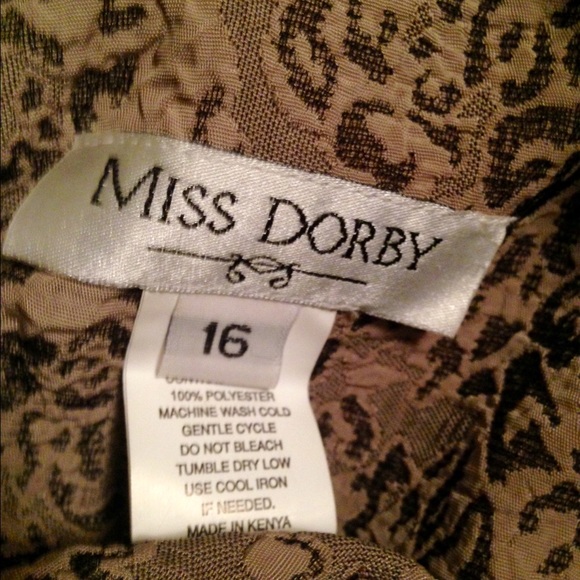 MISS DORBY
16
100% POLYESTER
MACHINE WASH COLD
GENTLE CYCLE
DO NOT BLEACH
TUMBLE DRY LOW
USE COOL IRON
IF NEEDED.
MADE IN KENYA